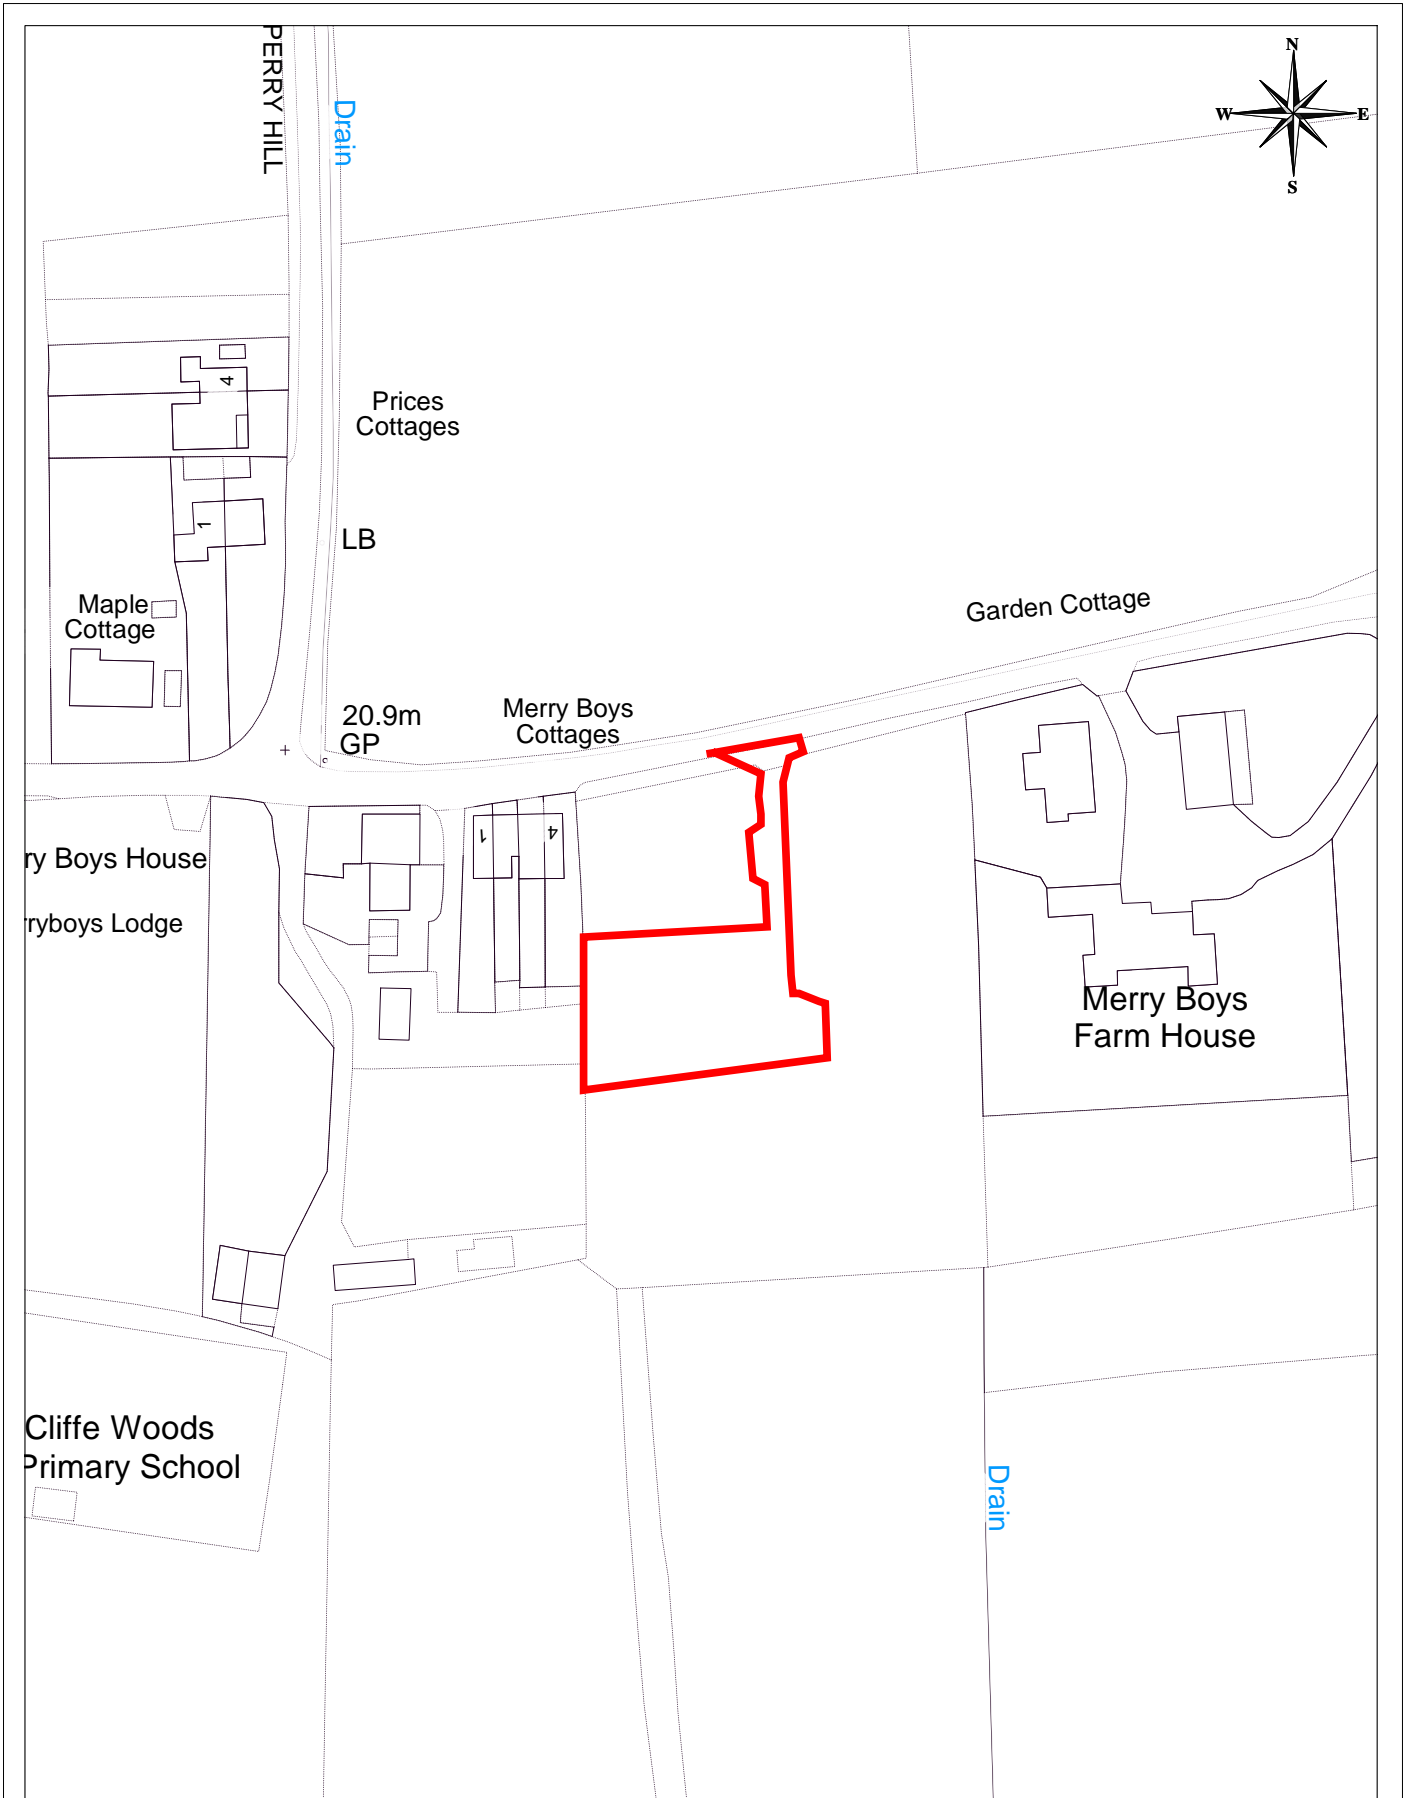 PERRY HILL
Drain
N
W
E
S
4
Prices
Cottages
1
LB
Maple
Cottage
Garden Cottage
20.9m
GP
Merry Boys
Cottages
1
4
ry Boys House
rryboys Lodge
Merry Boys
Farm House
Cliffe Woods
Primary School
Drain